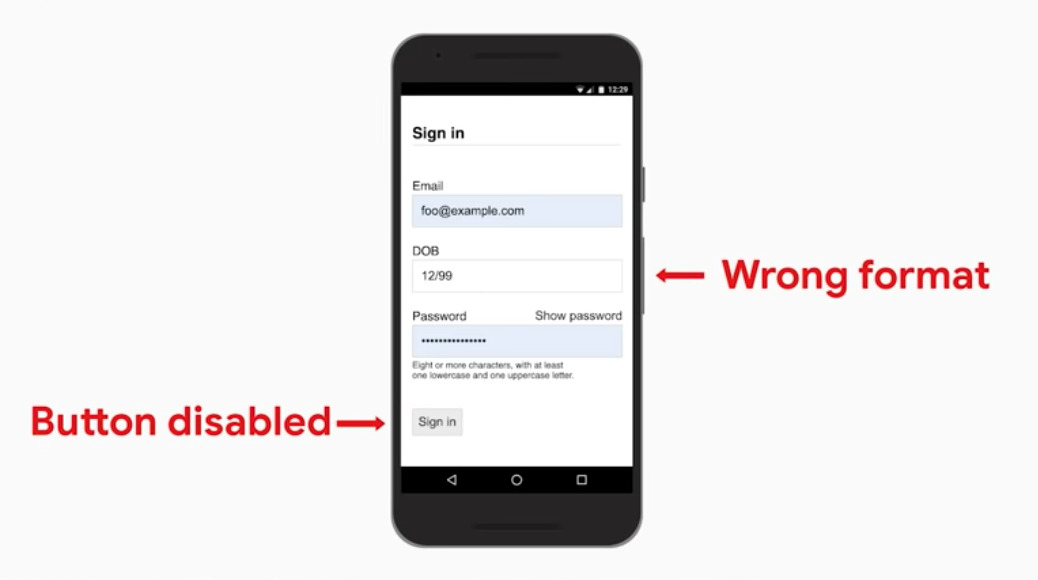 12:29
Sign in
Email
foo@example.com
DOB
12/99
Wrong format
Password Show password
•••••••••••••••
Eight or more characters, with at least
one lowercase and one uppercase letter.
Button disabled
Sign in